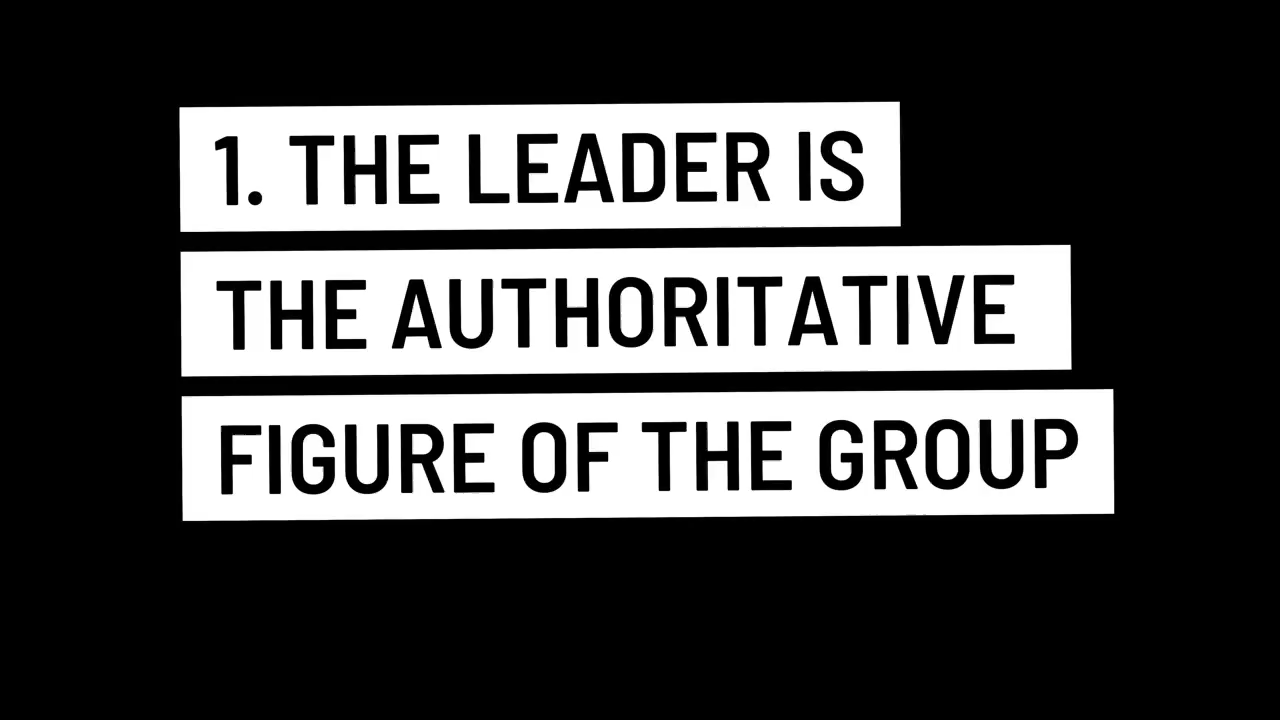 1. THE LEADER IS
THE AUTHORITATIVE
FIGURE OF THE GROUP